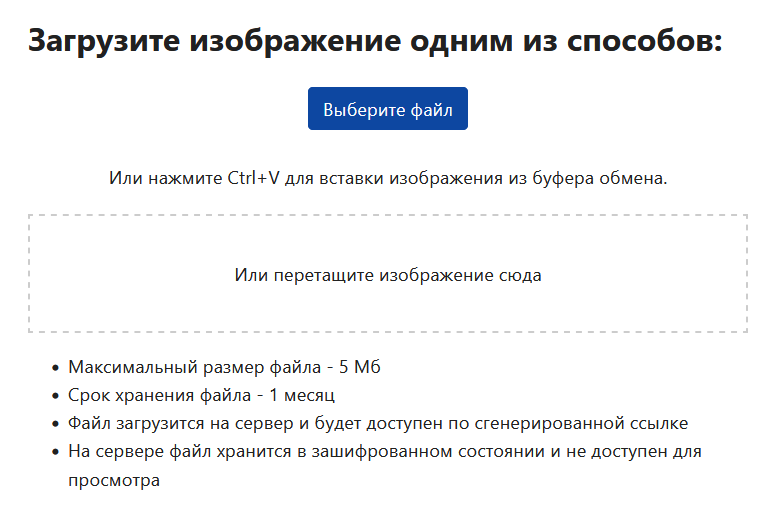 Загрузите изображение одним из способов:
Выберите файл
Или нажмите Ctrl+V для вставки изображения из буфера обмена.
Или перетащите изображение сюда
• Максимальный размер файла - 5 Мб
• Срок хранения файла - 1 месяц
• Файл загрузится на сервер и будет доступен по сгенерированной ссылке
• На сервере файл хранится в зашифрованном состоянии и не доступен для
просмотра